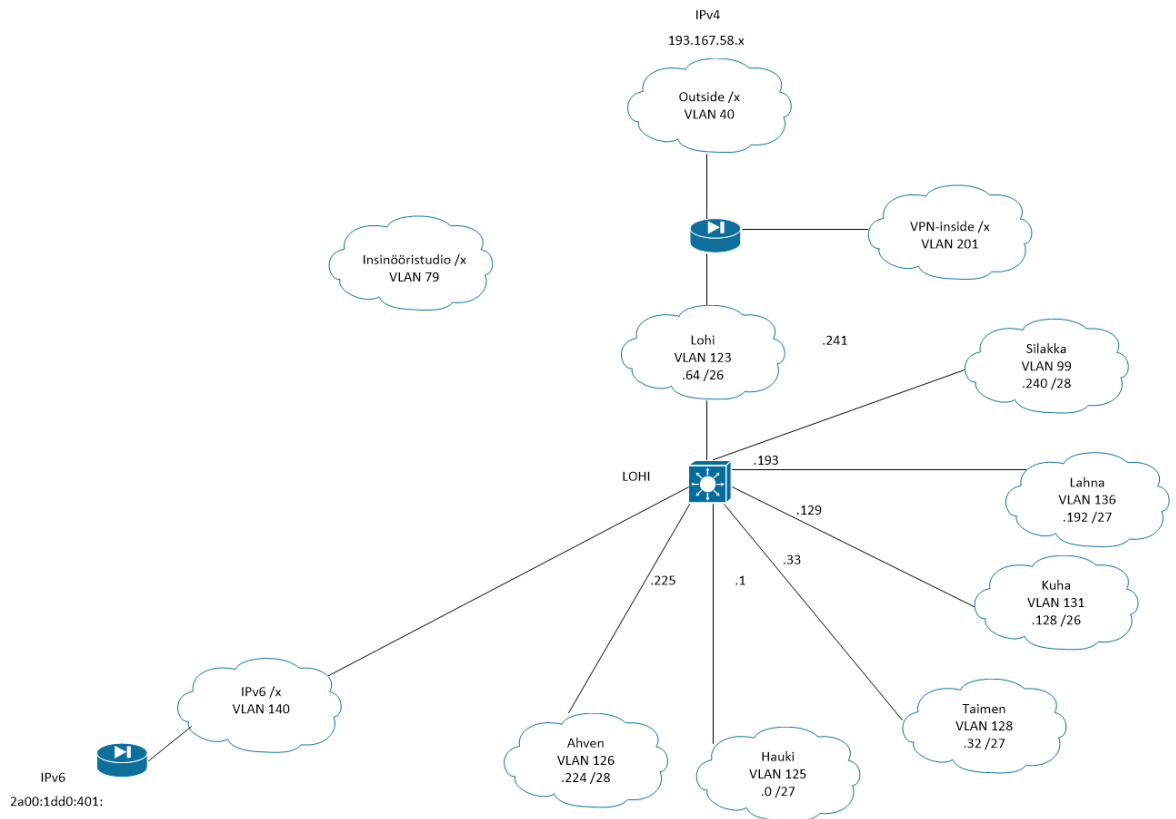 IPv4
193.167.58.x
Outside /x
VLAN 40
VPN-inside /x
VLAN 201
Insinööristudio /x
VLAN 79
Lohi
VLAN 123
.64 /26
.241
Silakka
VLAN 99
.240 /28
LOHI
.193
Lahna
VLAN 136
.192 /27
.129
.33
.225
.1
Kuha
VLAN 131
.128 /26
IPv6 /x
VLAN 140
Taimen
VLAN 128
.32 /27
Ahven
VLAN 126
.224 /28
Hauki
VLAN 125
.0 /27
IPv6
2a00:1dd0:401: